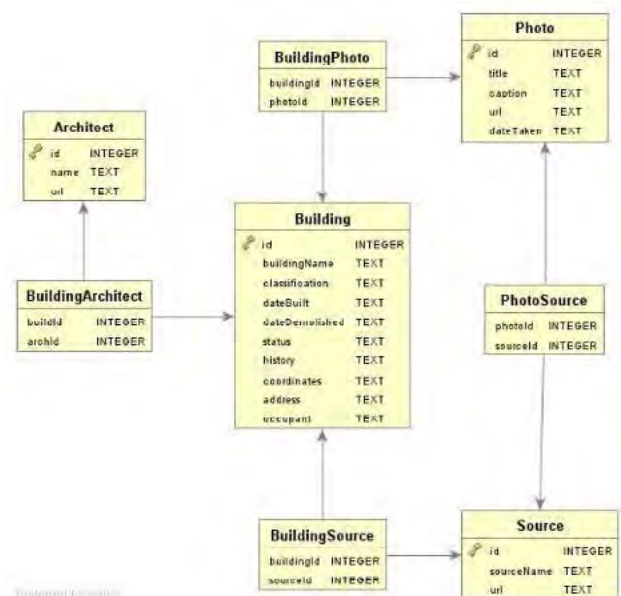 Photo
id INTEGER
title TEXT
caption TEXT
url TEXT
dateTaken TEXT
BuildingPhoto
buildingId INTEGER
photoId INTEGER
Architect
id INTEGER
name TEXT
url TEXT
Building
id INTEGER
buildingName TEXT
classification TEXT
dateBuilt TEXT
dateDemolished TEXT
status TEXT
history TEXT
coordinates TEXT
address TEXT
occupant TEXT
BuildingArchitect
buildId INTEGER
archId INTEGER
PhotoSource
photoId INTEGER
sourceId INTEGER
BuildingSource
buildingId INTEGER
sourceId INTEGER
Source
id INTEGER
sourceName TEXT
url TEXT